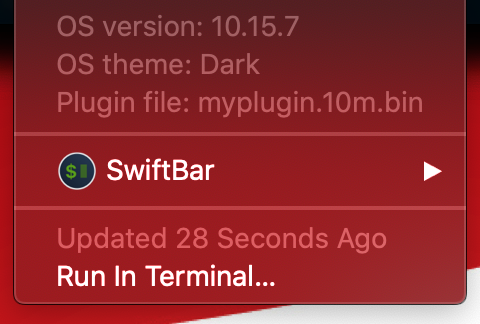 OS version: 10.15.7
OS theme: Dark
Plugin file: myplugin.10m.bin
$ SwiftBar
Updated 28 Seconds Ago
Run In Terminal...